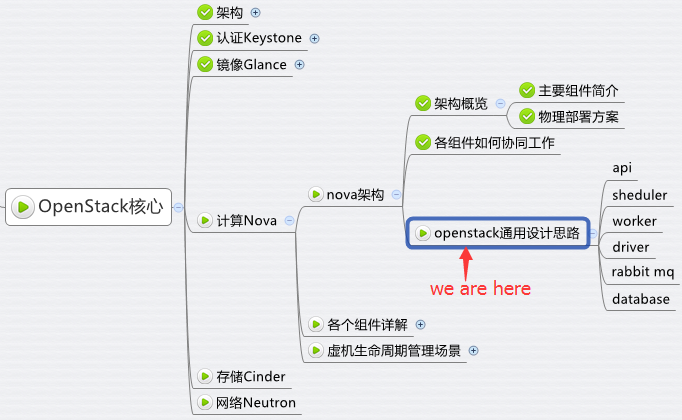 架构
认证Keystone
镜像Glance
主要组件简介
架构概览
物理部署方案
各组件如何协同工作
api
nova架构
sheduler
OpenStack核心
计算Nova
worker
openstack通用设计思路
driver
rabbit mq
we are here
database
各个组件详解
虚机生命周期管理场景
存储Cinder
网络Neutron